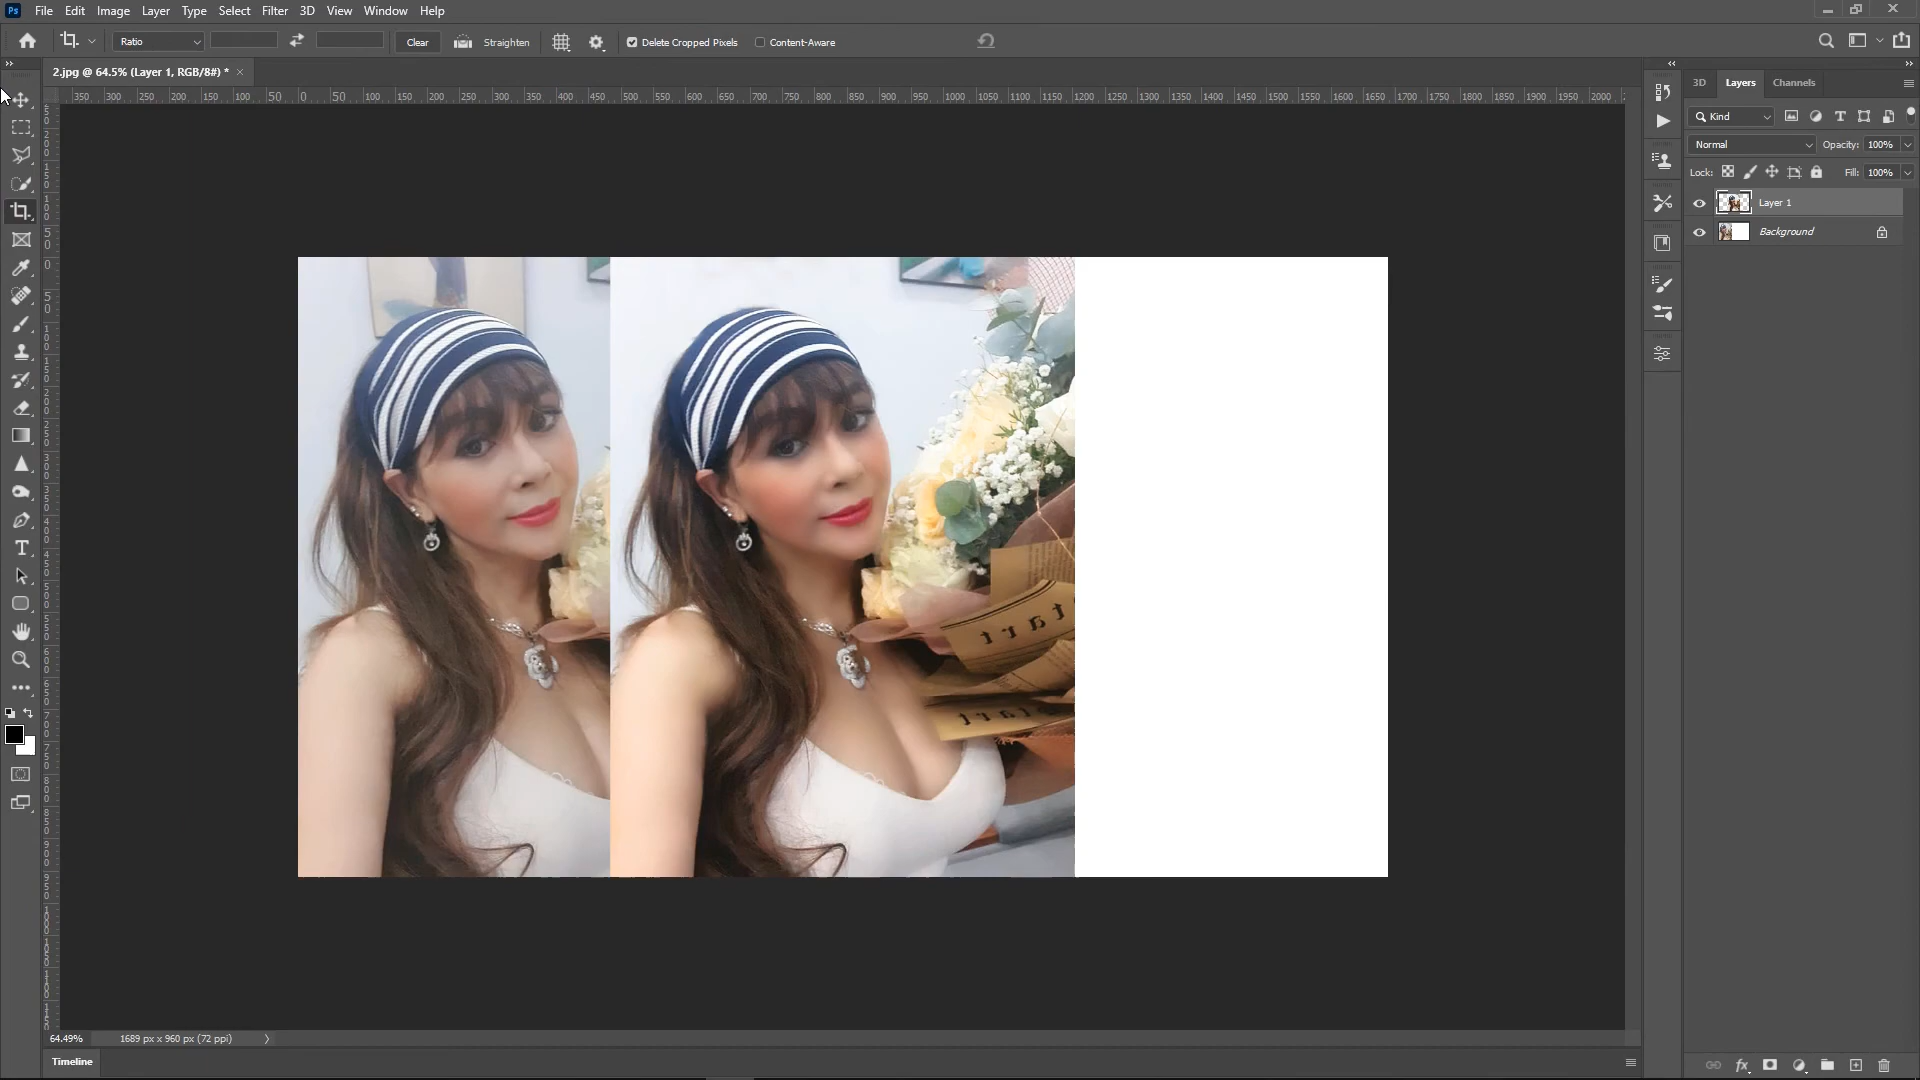 Ps File Edit Image Layer Type Select Filter 3D View Window Help
Ratio Clear Straighten Delete Cropped Pixels Content-Aware
2.jpg @ 64.5% (Layer 1, RGB/8#) *
350 300 250 200 150 100 50 0 50 100 150 200 250 300 350 400 450 500 550 600 650 700 750 800 850 900 950 1000 1050 1100 1150 1200 1250 1300 1350 1400 1450 1500 1550 1600 1650 1700 1750 1800 1850 1900 1950 2000
3D Layers Channels
Kind
Normal Opacity: 100%
Lock: Fill: 100%
Layer 1
Background
64.49% 1689 px x 960 px (72 ppi)
Timeline
fx